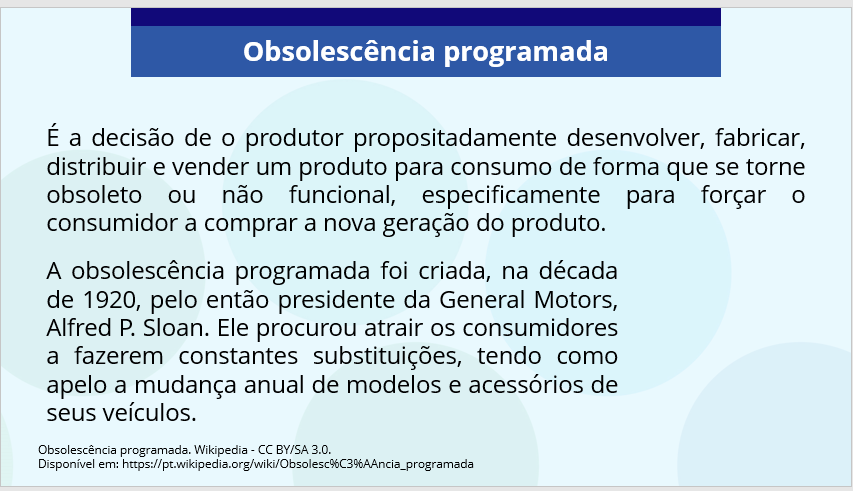 Obsolescência programada
É a decisão de o produtor propositadamente desenvolver, fabricar,
distribuir e vender um produto para consumo de forma que se torne
obsoleto ou não funcional, especificamente para forçar o
consumidor a comprar a nova geração do produto.
A obsolescência programada foi criada, na década
de 1920, pelo então presidente da General Motors,
Alfred P. Sloan. Ele procurou atrair os consumidores
a fazerem constantes substituições, tendo como
apelo a mudança anual de modelos e acessórios de
seus veículos.
Obsolescência programada. Wikipedia - CC BY/SA 3.0.
Disponível em: https://pt.wikipedia.org/wiki/Obsolesc%C3%AAncia_programada